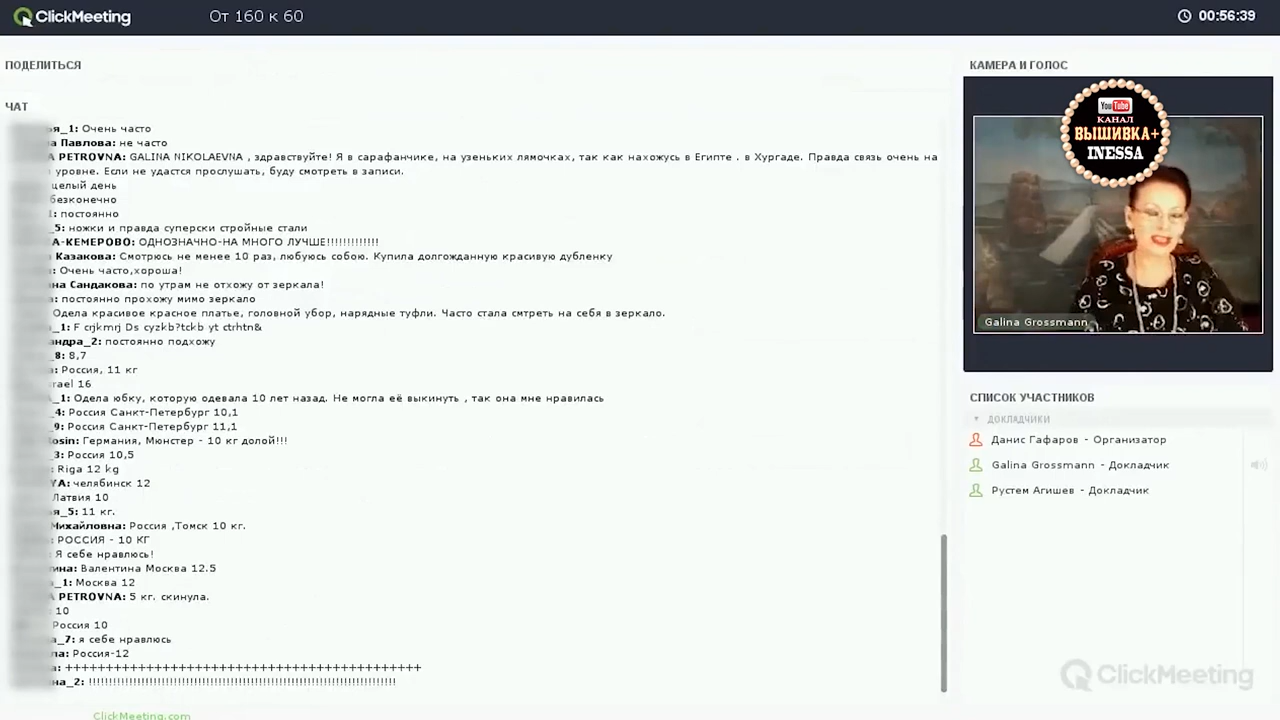 ClickMeeting
От 160 к 60
00:56:39
ПОДЕЛИТЬСЯ
ЧАТ
я_1: Очень часто
Павлова: не часто
PETROVNA: GALINA NIKOLAEVNA , здравствуйте! Я в сарафанчике, на узеньких лямочках, так как нахожусь в Египте . в Хургаде. Правда связь очень на
уровне. Если не удастся прослушать, буду смотреть в записи.
целый день
безконечно
1: постоянно
_5: ножки и правда суперски стройные стали
А-КЕМЕРОВО: ОДНОЗНАЧНО-НА МНОГО ЛУЧШЕ!!!!!!!!!!!!!
Казакова: Смотрюсь не менее 10 раз, любуюсь собою. Купила долгожданную красивую дубленку
Очень часто,хороша!
на Сандакова: по утрам не отхожу от зеркала!
постоянно прохожу мимо зеркало
Одела красивое красное платье, головной убор, нарядные туфли. Часто стала смтреть на себя в зеркало.
_1: F crjkmrj Ds cyzkb?tckb yt ctrhtn&
андра_2: постоянно подхожу
_8: 8,7
Россия, 11 кг
srael 16
_1: Одела юбку, которую одевала 10 лет назад. Не могла её выкинуть , так она мне нравилась
_4: Россия Санкт-Петербург 10,1
_9: Россия Санкт-Петербург 11,1
osin: Германия, Мюнстер - 10 кг долой!!!
_3: Россия 10,5
Riga 12 kg
YA: челябинск 12
Латвия 10
я_5: 11 кг.
Михайловна: Россия ,Томск 10 кг.
РОССИЯ - 10 КГ
Я себе нравлюсь!
ина: Валентина Москва 12.5
_1: Москва 12
PETROVNA: 5 кг. скинула.
10
Россия 10
_7: я себе нравлюсь
ла: Россия-12
: ++++++++++++++++++++++++++++++++++++++++++++
на_2: !!!!!!!!!!!!!!!!!!!!!!!!!!!!!!!!!!!!!!!!!!!!!!!!!!!!!!!!!!!!!!!!!!!!!!!!!!!!
ClickMeeting.com
КАМЕРА И ГОЛОС
You Tube
КАНАЛ
ВЫШИВКА+
INESSA
Galina Grossmann
СПИСОК УЧАСТНИКОВ
ДОКЛАДЧИКИ
Данис Гафаров - Организатор
Galina Grossmann - Докладчик
Рустем Агишев - Докладчик
ClickMeeting